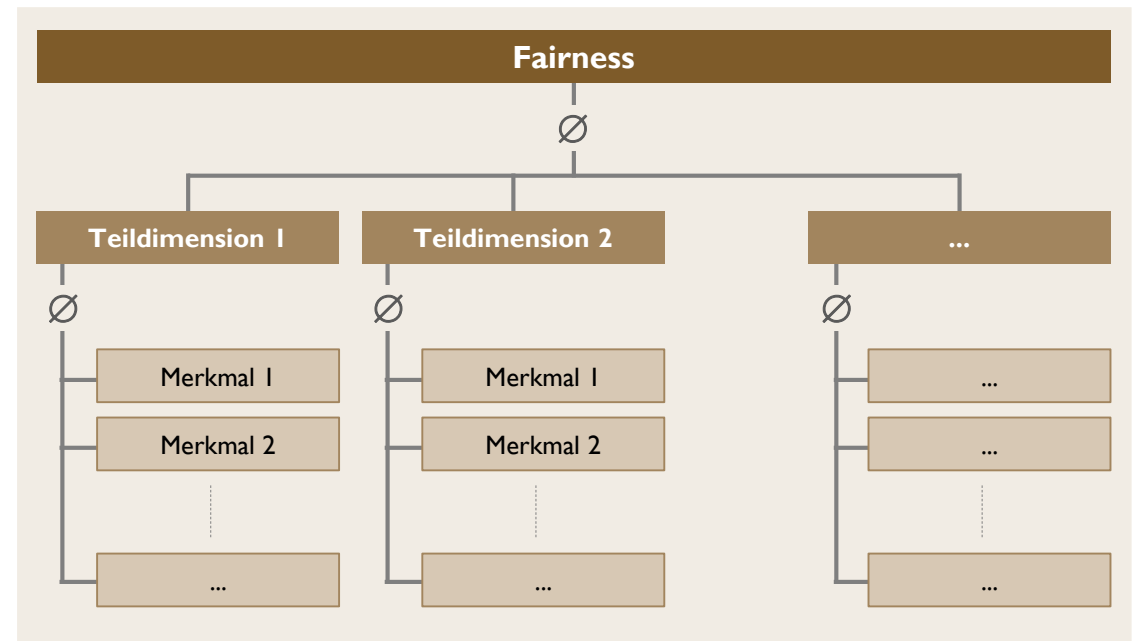 Fairness
∅
Teildimension 1
Teildimension 2
...
∅
∅
∅
Merkmal 1
Merkmal 1
...
Merkmal 2
Merkmal 2
...
...
...
...